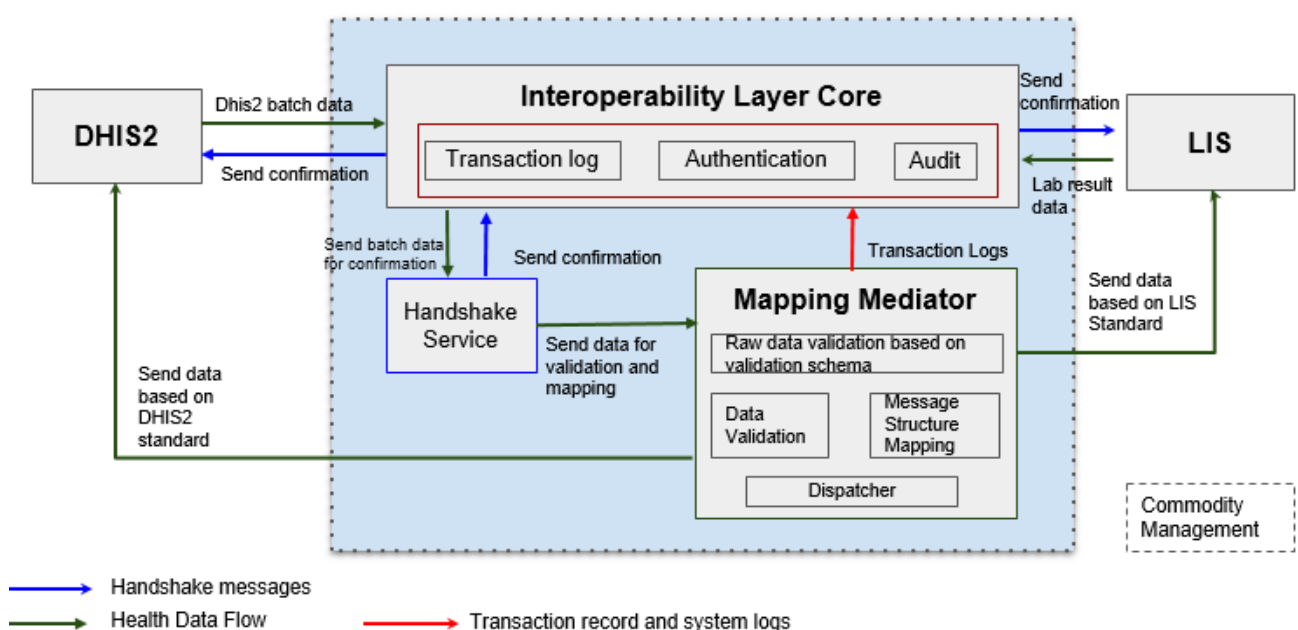 Interoperability Layer Core
Send
confirmation
Dhis2 batch data
DHIS2
LIS
Transaction log
Authentication
Audit
Send confirmation
Lab result
data
Send batch data
for confirmation
Send confirmation
Transaction Logs
Mapping Mediator
Send data
based on LIS
Standard
Handshake
Service
Raw data validation based on
validation schema
Send data for
validation and
mapping
Send data
based on
DHIS2
standard
Data
Validation
Message
Structure
Mapping
Dispatcher
Commodity
Management
Handshake messages
Health Data Flow
Transaction record and system logs